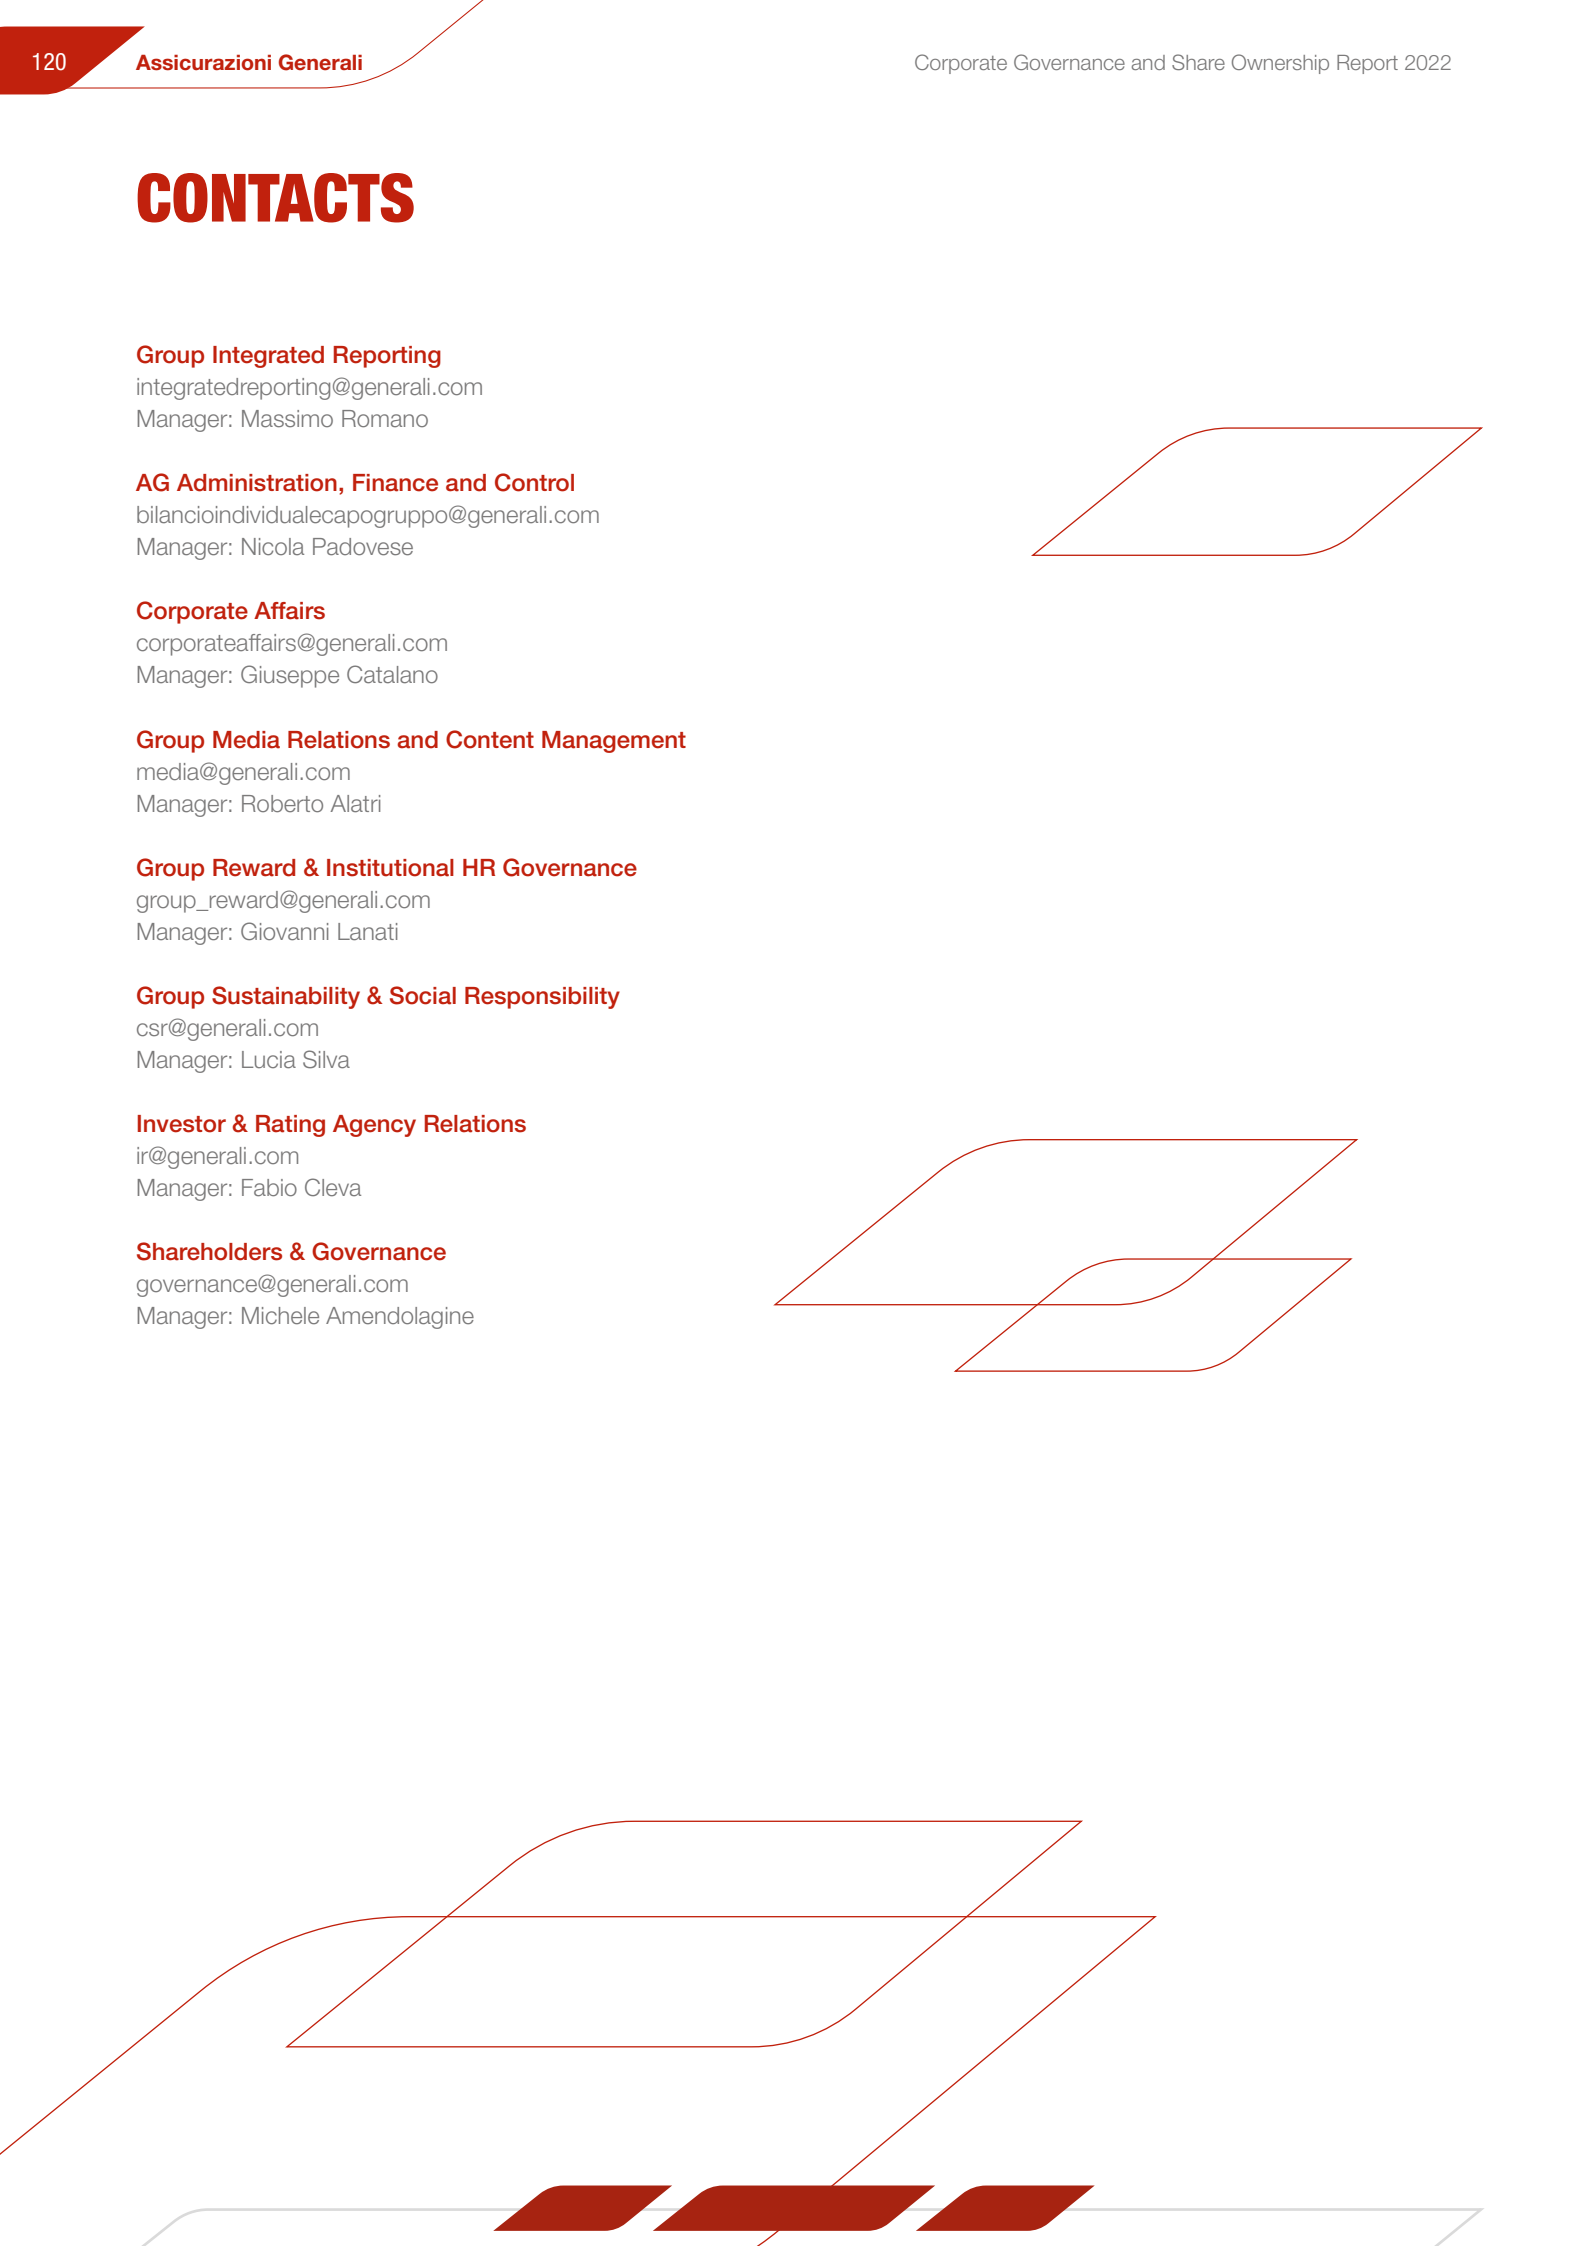 120
Assicurazioni Generali
Corporate Governance and Share Ownership Report 2022
CONTACTS
Group Integrated Reporting
integratedreporting@generali.com
Manager: Massimo Romano
AG Administration, Finance and Control
bilancioindividualecapogruppo@generali.com
Manager: Nicola Padovese
Corporate Affairs
corporateaffairs@generali.com
Manager: Giuseppe Catalano
Group Media Relations and Content Management
media@generali.com
Manager: Roberto Alatri
Group Reward & Institutional HR Governance
group_reward@generali.com
Manager: Giovanni Lanati
Group Sustainability & Social Responsibility
csr@generali.com
Manager: Lucia Silva
Investor & Rating Agency Relations
ir@generali.com
Manager: Fabio Cleva
Shareholders & Governance
governance@generali.com
Manager: Michele Amendolagine